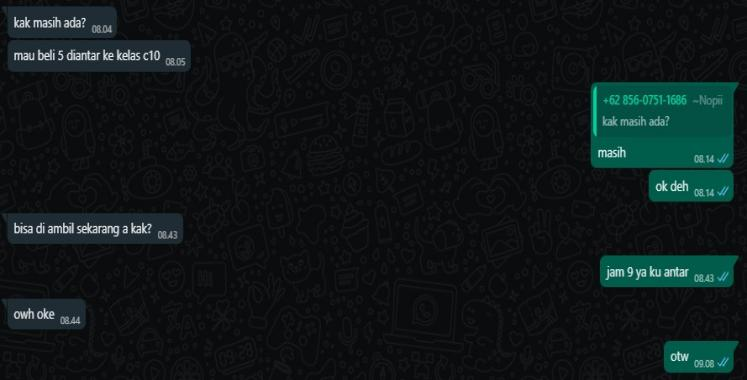 kak masih ada? 08.04
mau beli 5 diantar ke kelas c10 08.05
+62 856-0751-1686 ~Nopii
kak masih ada?
masih 08.14
ok deh 08.14
bisa di ambil sekarang a kak? 08.43
jam 9 ya ku antar 08.43
owh oke 08.44
otw 09.08